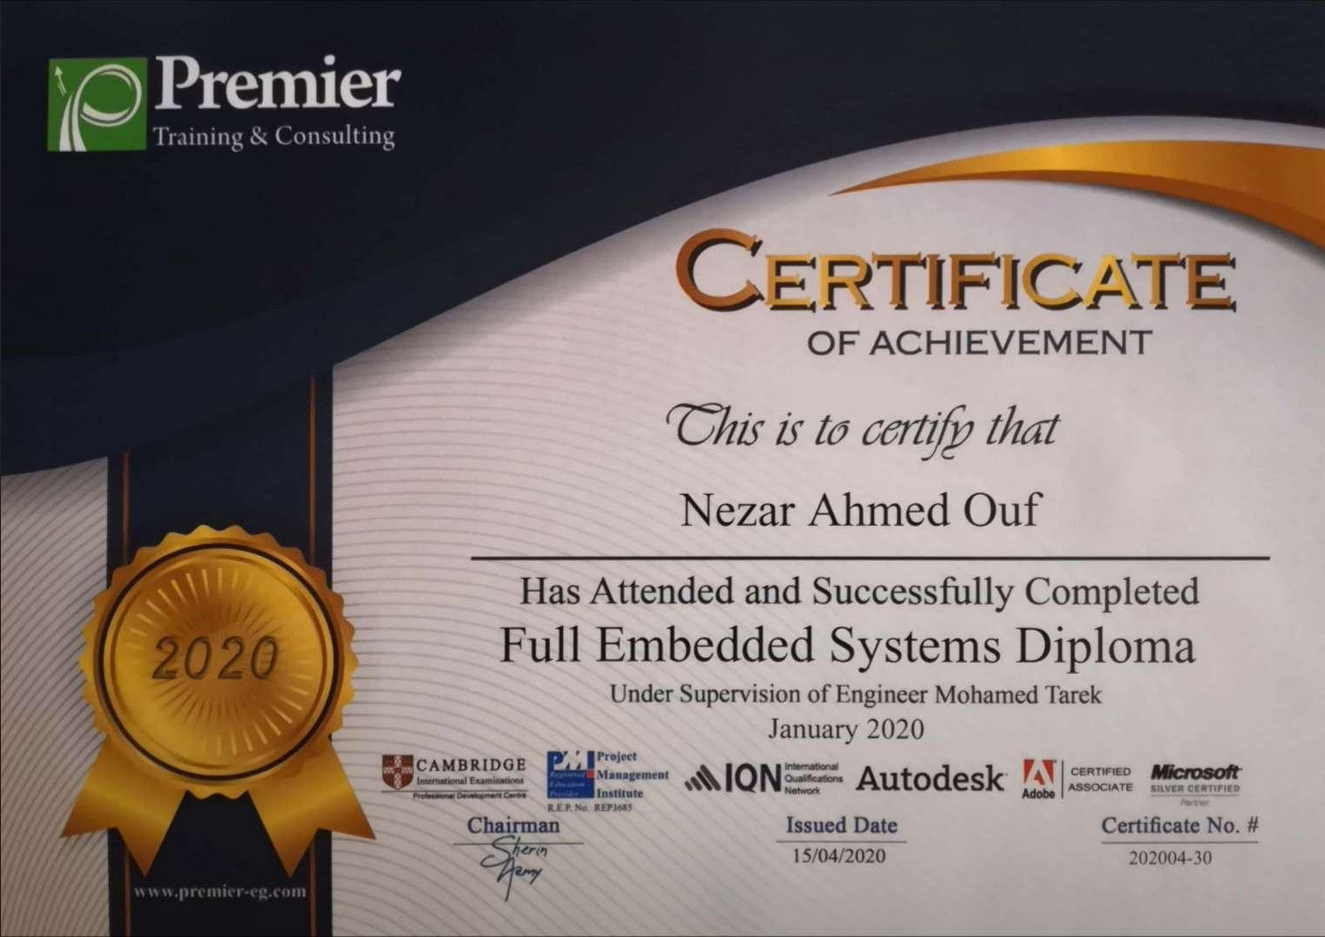 Premier
Training & Consulting
CERTIFICATE
OF ACHIEVEMENT
This is to certify that
Nezar Ahmed Ouf
Has Attended and Successfully Completed
Full Embedded Systems Diploma
Under Supervision of Engineer Mohamed Tarek
January 2020
2020
CAMBRIDGE
International Examinations
Professional Development Centre
PMI
Registered
Education
Provider
Project
Management
Institute
R.E.P. No. REP3685
IQN
International
Qualifications
Network
Autodesk
Adobe
CERTIFIED
ASSOCIATE
Microsoft
SILVER CERTIFIED
Partner
Chairman
Sherin
Azmy
Issued Date
15/04/2020
Certificate No. #
202004-30
www.premier-eg.com